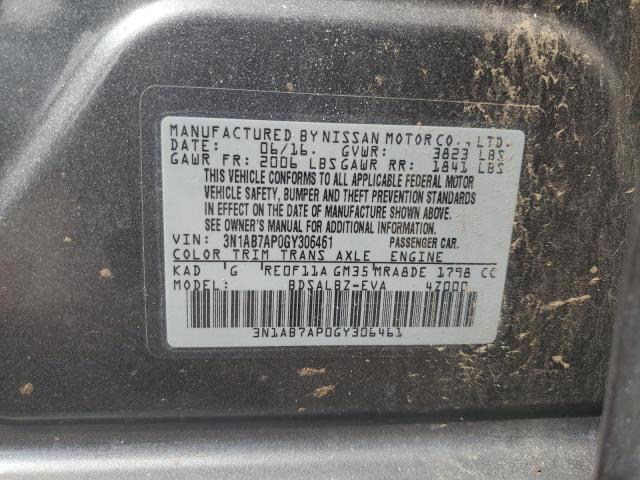 MANUFACTURED BY NISSAN MOTOR CO., LTD.
DATE: 06/16. GVWR: 3823 LBS
GAWR FR: 2006 LBS GAWR RR: 1841 LBS
THIS VEHICLE CONFORMS TO ALL APPLICABLE FEDERAL MOTOR
VEHICLE SAFETY, BUMPER AND THEFT PREVENTION STANDARDS
IN EFFECT ON THE DATE OF MANUFACTURE SHOWN ABOVE.
SEE OWNER'S MANUAL FOR ADDITIONAL INFORMATION.
VIN: 3N1AB7AP0GY306461 PASSENGER CAR.
COLOR TRIM TRANS AXLE ENGINE
KAD G RE0F11A GM35 MRA8DE 1798 CC
MODEL: BDSALBZ-EVA 47000
3N1AB7AP0GY306461